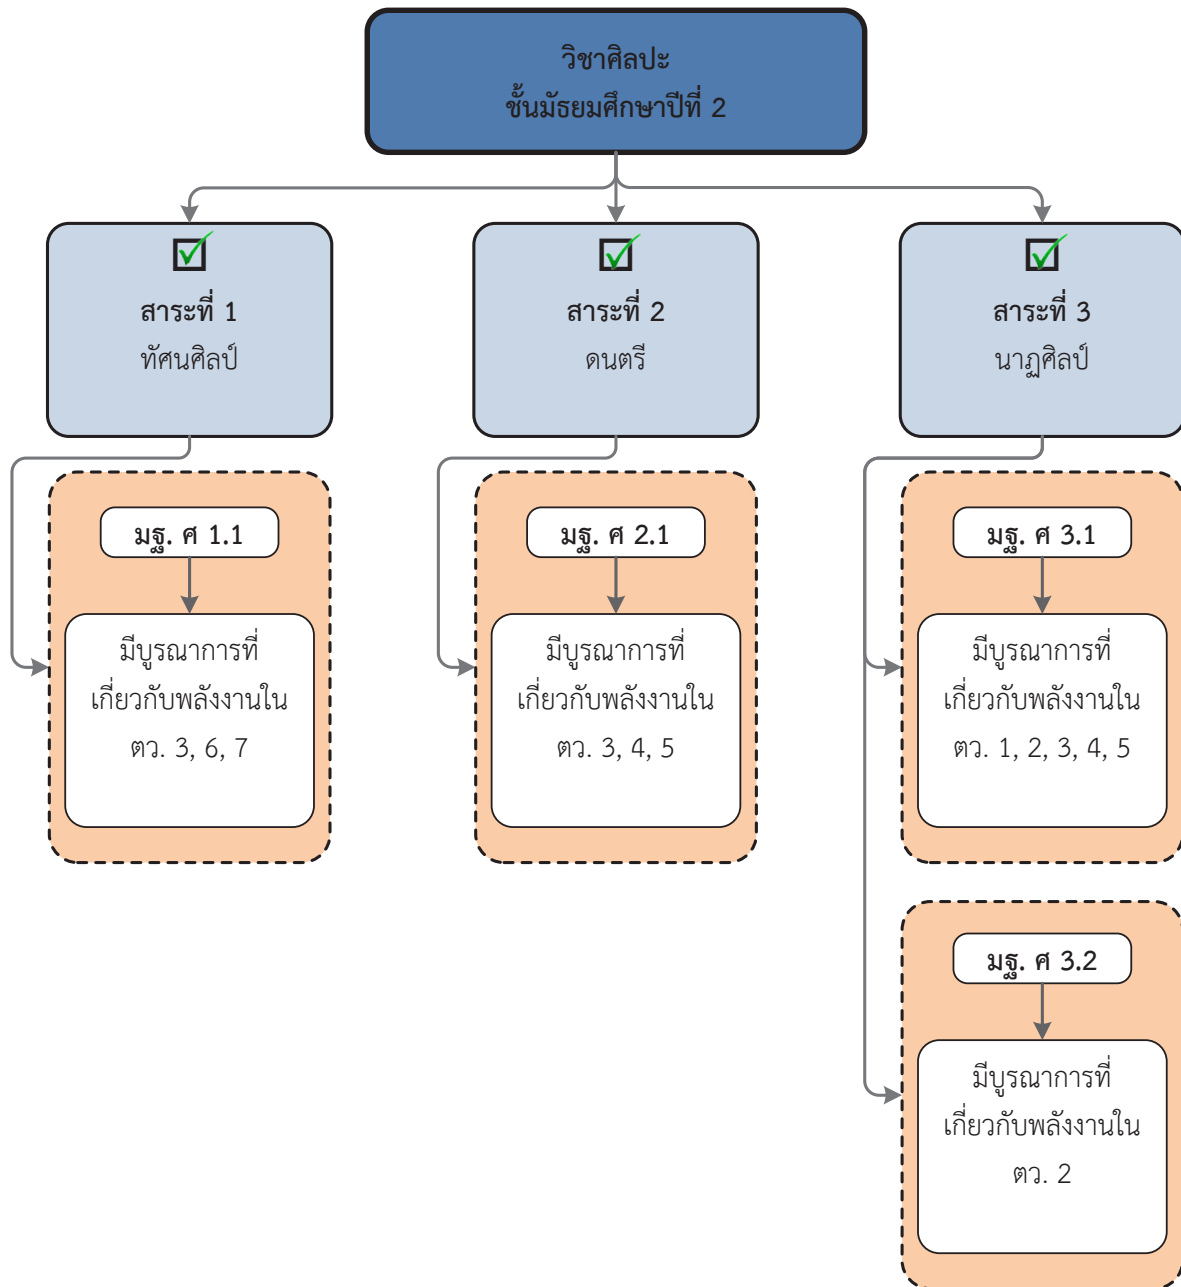 วิชาศิลปะ
ชั้นมัธยมศึกษาปีที่ 2
สาระที่ 1
ทัศนศิลป์
สาระที่ 2
ดนตรี
สาระที่ 3
นาฏศิลป์
มฐ. ศ 1.1
มีบูรณาการที่
เกี่ยวกับพลังงานใน
ตว. 3, 6, 7
มฐ. ศ 2.1
มีบูรณาการที่
เกี่ยวกับพลังงานใน
ตว. 3, 4, 5
มฐ. ศ 3.1
มีบูรณาการที่
เกี่ยวกับพลังงานใน
ตว. 1, 2, 3, 4, 5
มฐ. ศ 3.2
มีบูรณาการที่
เกี่ยวกับพลังงานใน
ตว. 2